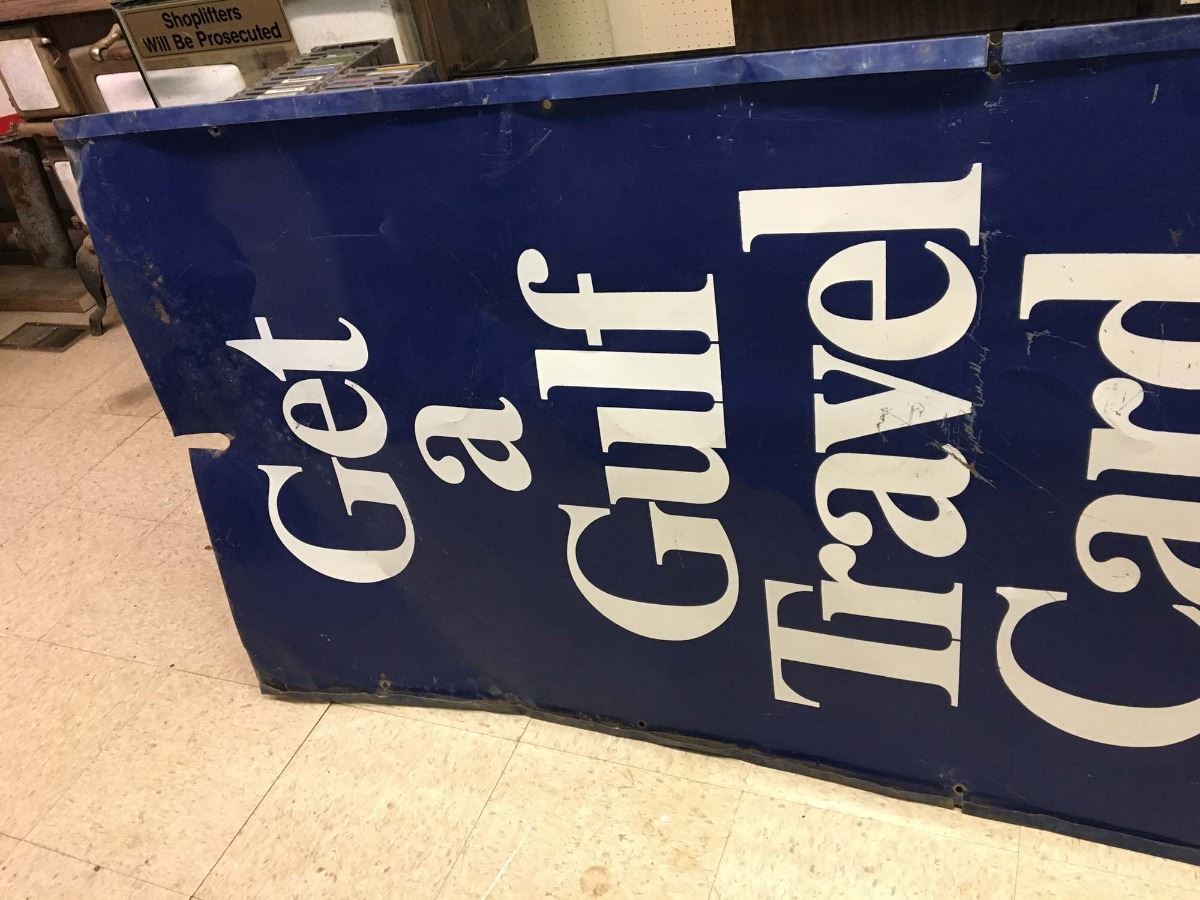 Shoplifters
Will Be Prosecuted
Get
a
Gulf
Travel
Card